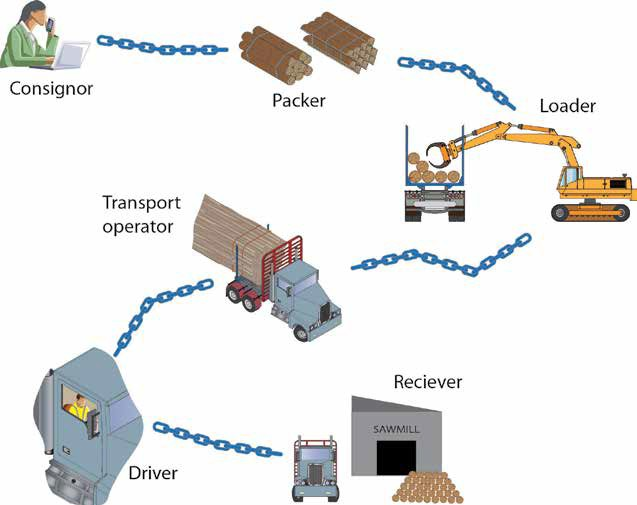 Consignor
Packer
Loader
Transport
operator
Reciever
SAWMILL
Driver